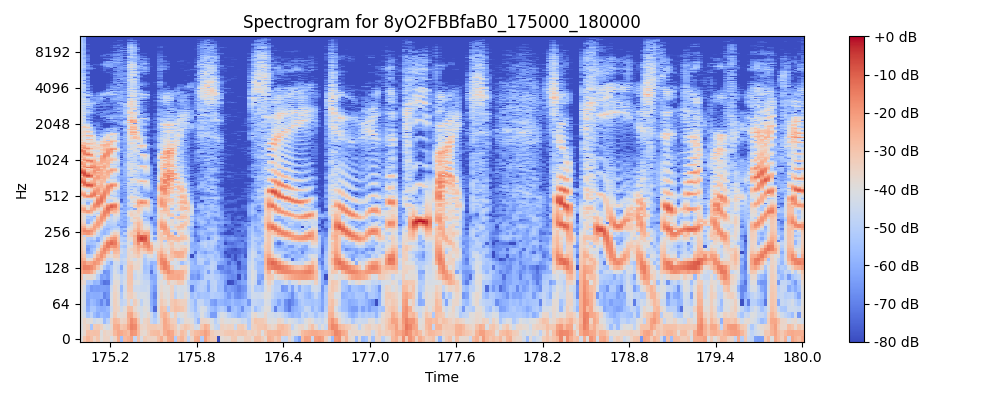 Spectrogram for 8yO2FBBfaB0_175000_180000
8192
4096
2048
1024
512
256
128
64
0
Hz
175.2
175.8
176.4
177.0
177.6
178.2
178.8
179.4
180.0
Time
+0 dB
-10 dB
-20 dB
-30 dB
-40 dB
-50 dB
-60 dB
-70 dB
-80 dB